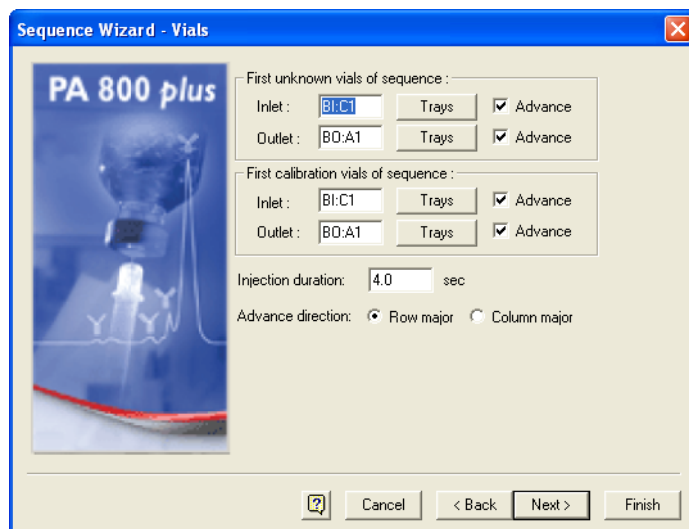 Sequence Wizard - Vials
PA 800 plus
First unknown vials of sequence :
Inlet : BI:C1 Trays Advance
Outlet : BO:A1 Trays Advance
First calibration vials of sequence :
Inlet : BI:C1 Trays Advance
Outlet : BO:A1 Trays Advance
Injection duration: 4.0 sec
Advance direction: Row major Column major
? Cancel < Back Next > Finish